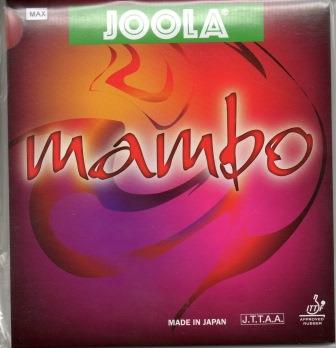 MAX
JOOLA®
mambo
MADE IN JAPAN
J.T.T.A.A.
ITTF
APPROVED
RUBBER